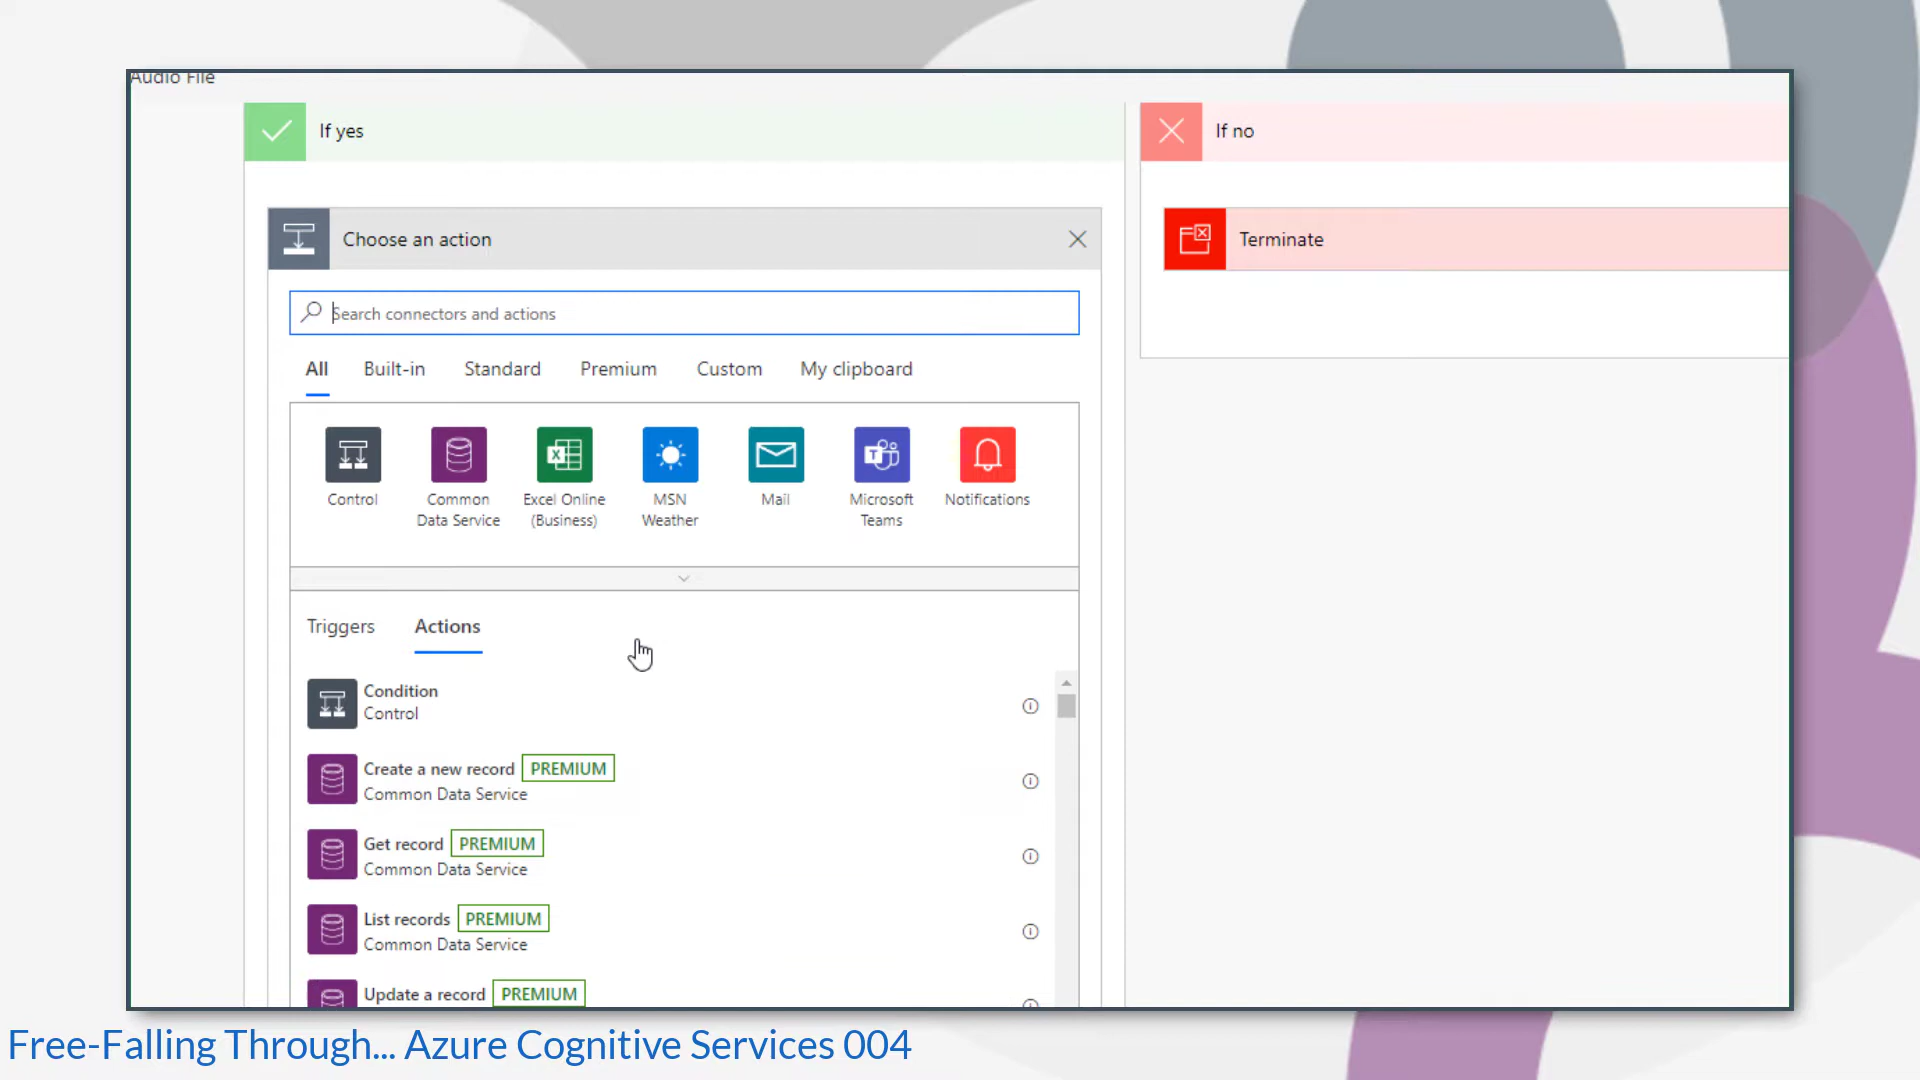 Audio File
If yes
If no
Choose an action
Terminate
Search connectors and actions
All Built-in Standard Premium Custom My clipboard
Control
Common
Data Service
Excel Online
(Business)
MSN
Weather
Mail
Microsoft
Teams
Notifications
Triggers Actions
Condition
Control
Create a new record PREMIUM
Common Data Service
Get record PREMIUM
Common Data Service
List records PREMIUM
Common Data Service
Update a record PREMIUM
Free-Falling Through... Azure Cognitive Services 004